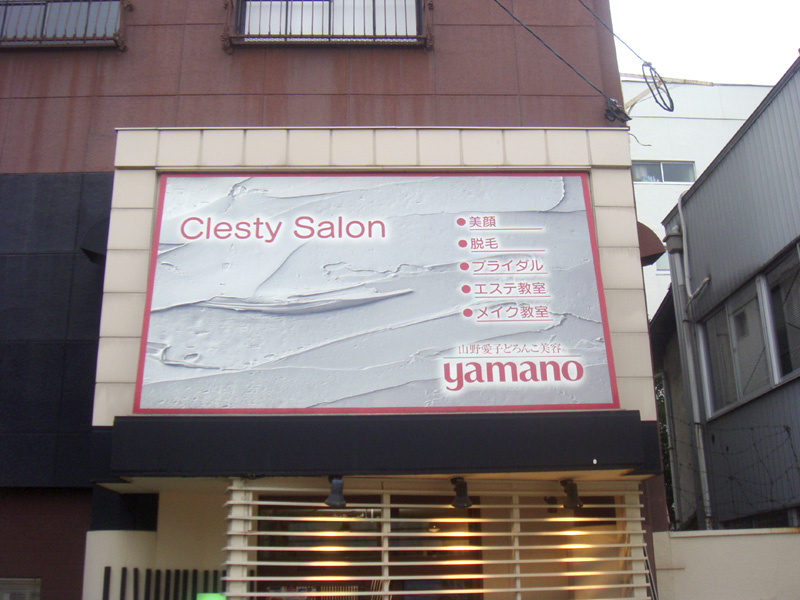 Clesty Salon
●美顔
●脱毛
●ブライダル
●エステ教室
●メイク教室
山野愛子どろんこ美容
yamano